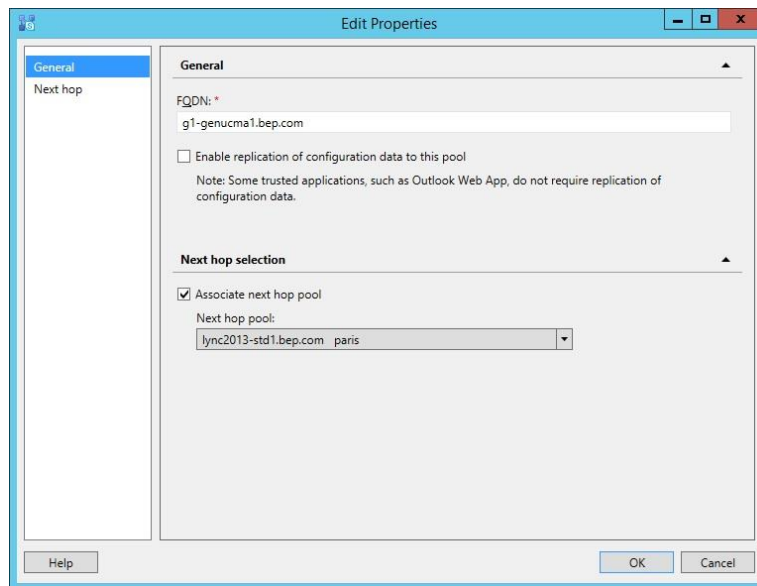 Edit Properties
General
Next hop
General
FQDN: *
g1-genucma1.bep.com
Enable replication of configuration data to this pool
Note: Some trusted applications, such as Outlook Web App, do not require replication of
configuration data.
Next hop selection
Associate next hop pool
Next hop pool:
lync2013-std1.bep.com paris
Help
OK
Cancel